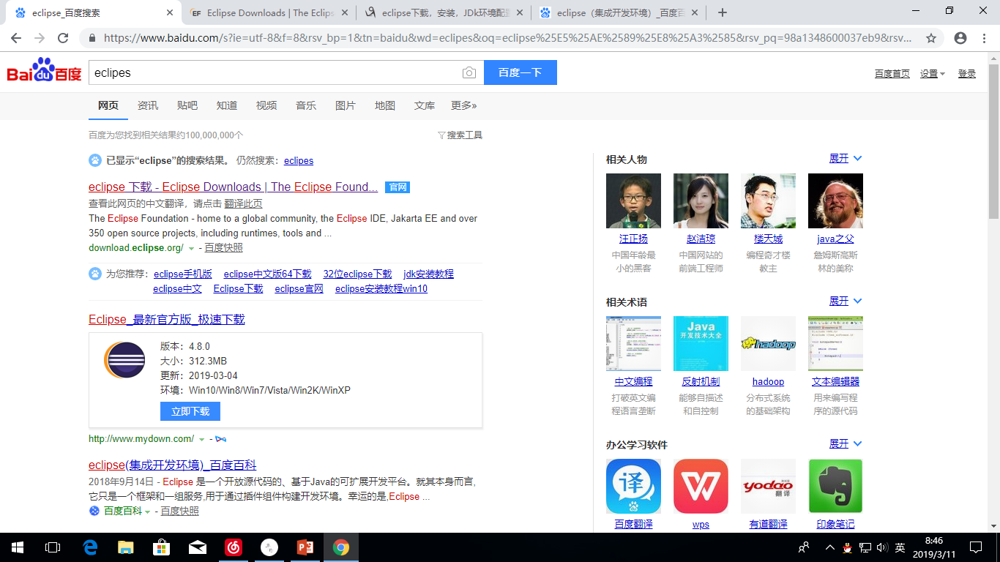 eclipse_百度搜索
Eclipse Downloads | The Eclips
eclipse下载，安装，JDk环境配置
eclipse（集成开发环境）_百度百
https://www.baidu.com/s?ie=utf-8&f=8&rsv_bp=1&tn=baidu&wd=eclipes&oq=eclipse%25E5%25AE%2589%25E8%25A3%2585&rsv_pq=98a1348600037eb9&rsv...
Bai du 百度
eclipes
百度一下
百度首页 设置 登录
网页 资讯 贴吧 知道 视频 音乐 图片 地图 文库 更多»
百度为您找到相关结果约100,000,000个
搜索工具
已显示“eclipse”的搜索结果。 仍然搜索：eclipes
eclipse 下载 - Eclipse Downloads | The Eclipse Found... 官网
查看此网页的中文翻译，请点击 翻译此页
The Eclipse Foundation - home to a global community, the Eclipse IDE, Jakarta EE and over
350 open source projects, including runtimes, tools and ...
download.eclipse.org/ - 百度快照
为您推荐： eclipse手机版 eclipse中文版64下载 32位eclipse下载 jdk安装教程
eclipse中文 Eclipse下载 eclipse官网 eclipse安装教程win10
Eclipse_最新官方版_极速下载
版本：4.8.0
大小：312.3MB
更新：2019-03-04
环境：Win10/Win8/Win7/Vista/Win2K/WinXP
立即下载
http://www.mydown.com/ -
eclipse(集成开发环境)_百度百科
2018年9月14日 - Eclipse 是一个开放源代码的、基于Java的可扩展开发平台。就其本身而言,
它只是一个框架和一组服务,用于通过插件组件构建开发环境。幸运的是,Eclipse ...
百度百科 - 百度快照
相关人物 展开
汪正扬 赵洁琼 楼天城 java之父
中国年龄最 中国网站的 编程奇才楼 詹姆斯高斯
小的黑客 前端工程师 教主 林的美称
相关术语 展开
Java
开发技术大全
hadoop
中文编程 反射机制 hadoop 文本编辑器
打破英文编 能够自描述 分布式系统 用来编写程
程语言垄断 和自控制 的基础架构 序的源代码
办公学习软件 展开
译
yodao
翻译
百度翻译 wps 有道翻译 印象笔记
英
8:46
2019/3/11